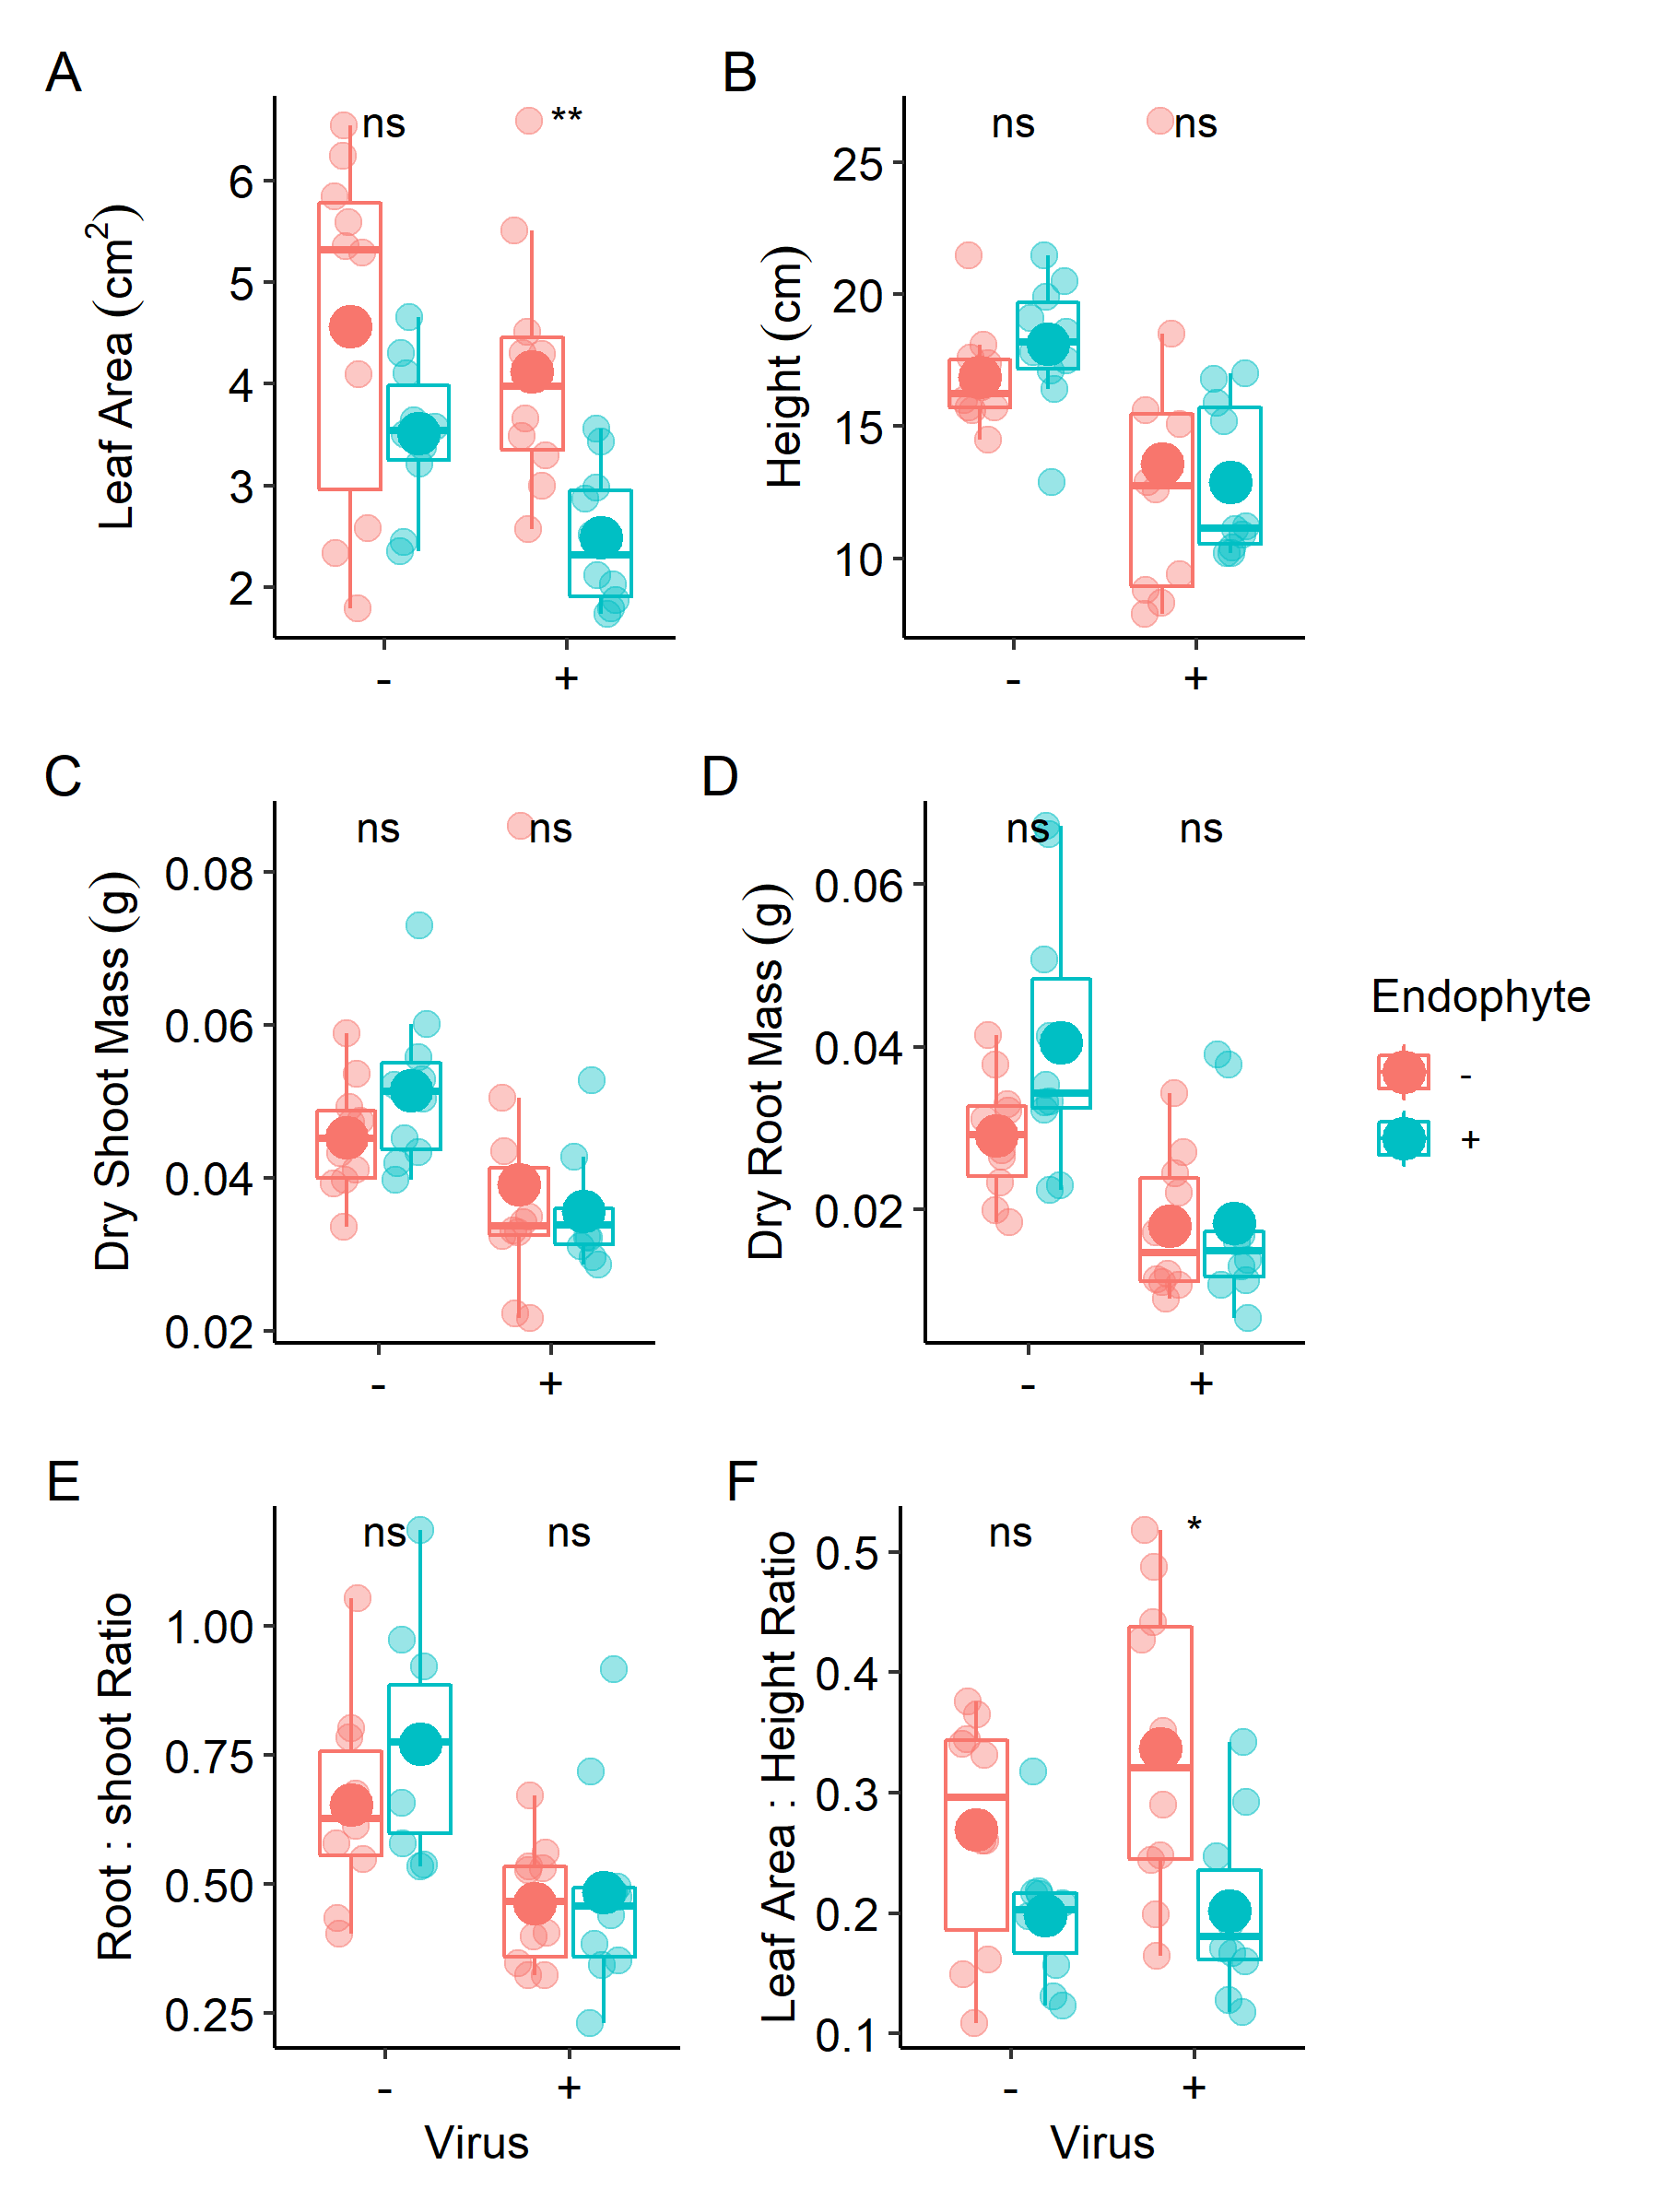 A
B
ns
**
ns
ns
Leaf Area (cm²)
6
5
4
3
2
Height (cm)
25
20
15
10
-
+
-
+
C
D
ns
ns
ns
ns
Dry Shoot Mass (g)
0.08
0.06
0.04
0.02
Dry Root Mass (g)
0.06
0.04
0.02
Endophyte
-
+
-
+
-
+
E
F
ns
ns
ns
*
Root : shoot Ratio
1.00
0.75
0.50
0.25
Leaf Area : Height Ratio
0.5
0.4
0.3
0.2
0.1
-
+
-
+
Virus
Virus